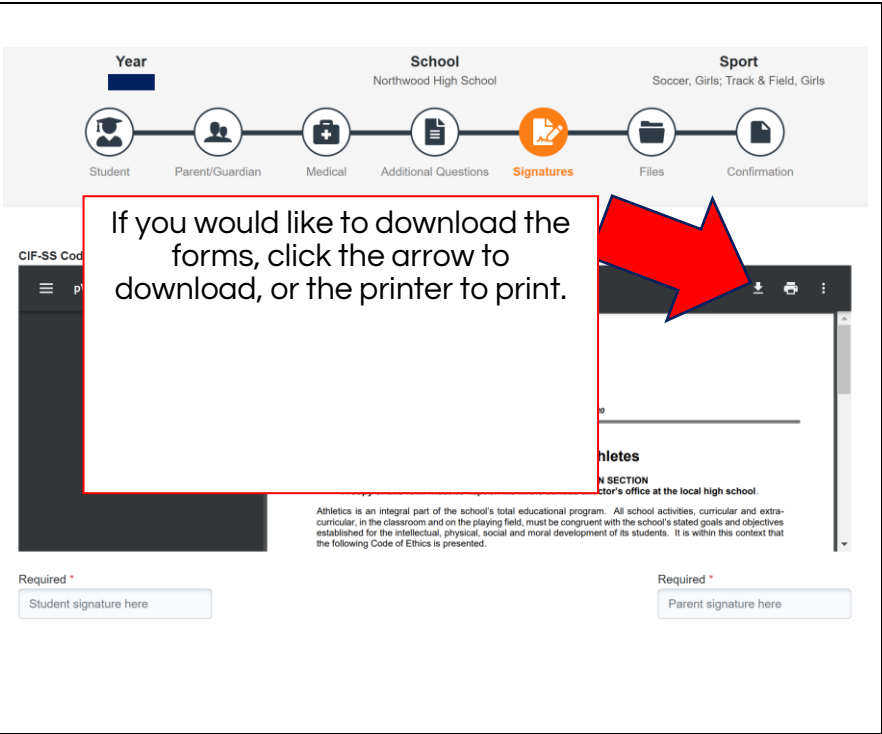 Year
School
Sport
Northwood High School
Soccer, Girls; Track & Field, Girls
Student
Parent/Guardian
Medical
Additional Questions
Signatures
Files
Confirmation
If you would like to download the
forms, click the arrow to
download, or the printer to print.
CIF-SS
hletes
SECTION
office at the local high school.
Athletics is an integral part of the school's total educational program. All school activities, curricular and extra-
curricular, in the classroom and on the playing field, must be congruent with the school's stated goals and objectives
established for the intellectual, physical, social and moral development of its students. It is within this context that
the following Code of Ethics is presented.
Required *
Required *
Student signature here
Parent signature here